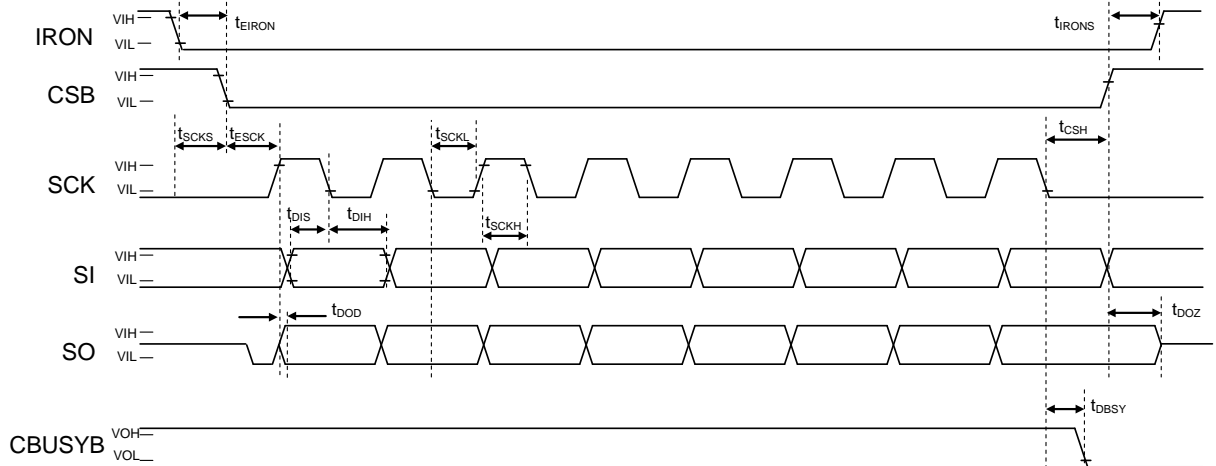 VIH
tEIRON
tIRONS
IRON
VIL
VIH
CSB
VIL
tSCKS
tESCK
tSCKL
tCSH
VIH
SCK
VIL
tDIS
tDIH
tSCKH
VIH
SI
VIL
tDOD
tDOZ
VIH
SO
VIL
tDBSY
VOH
CBUSYB
VOL